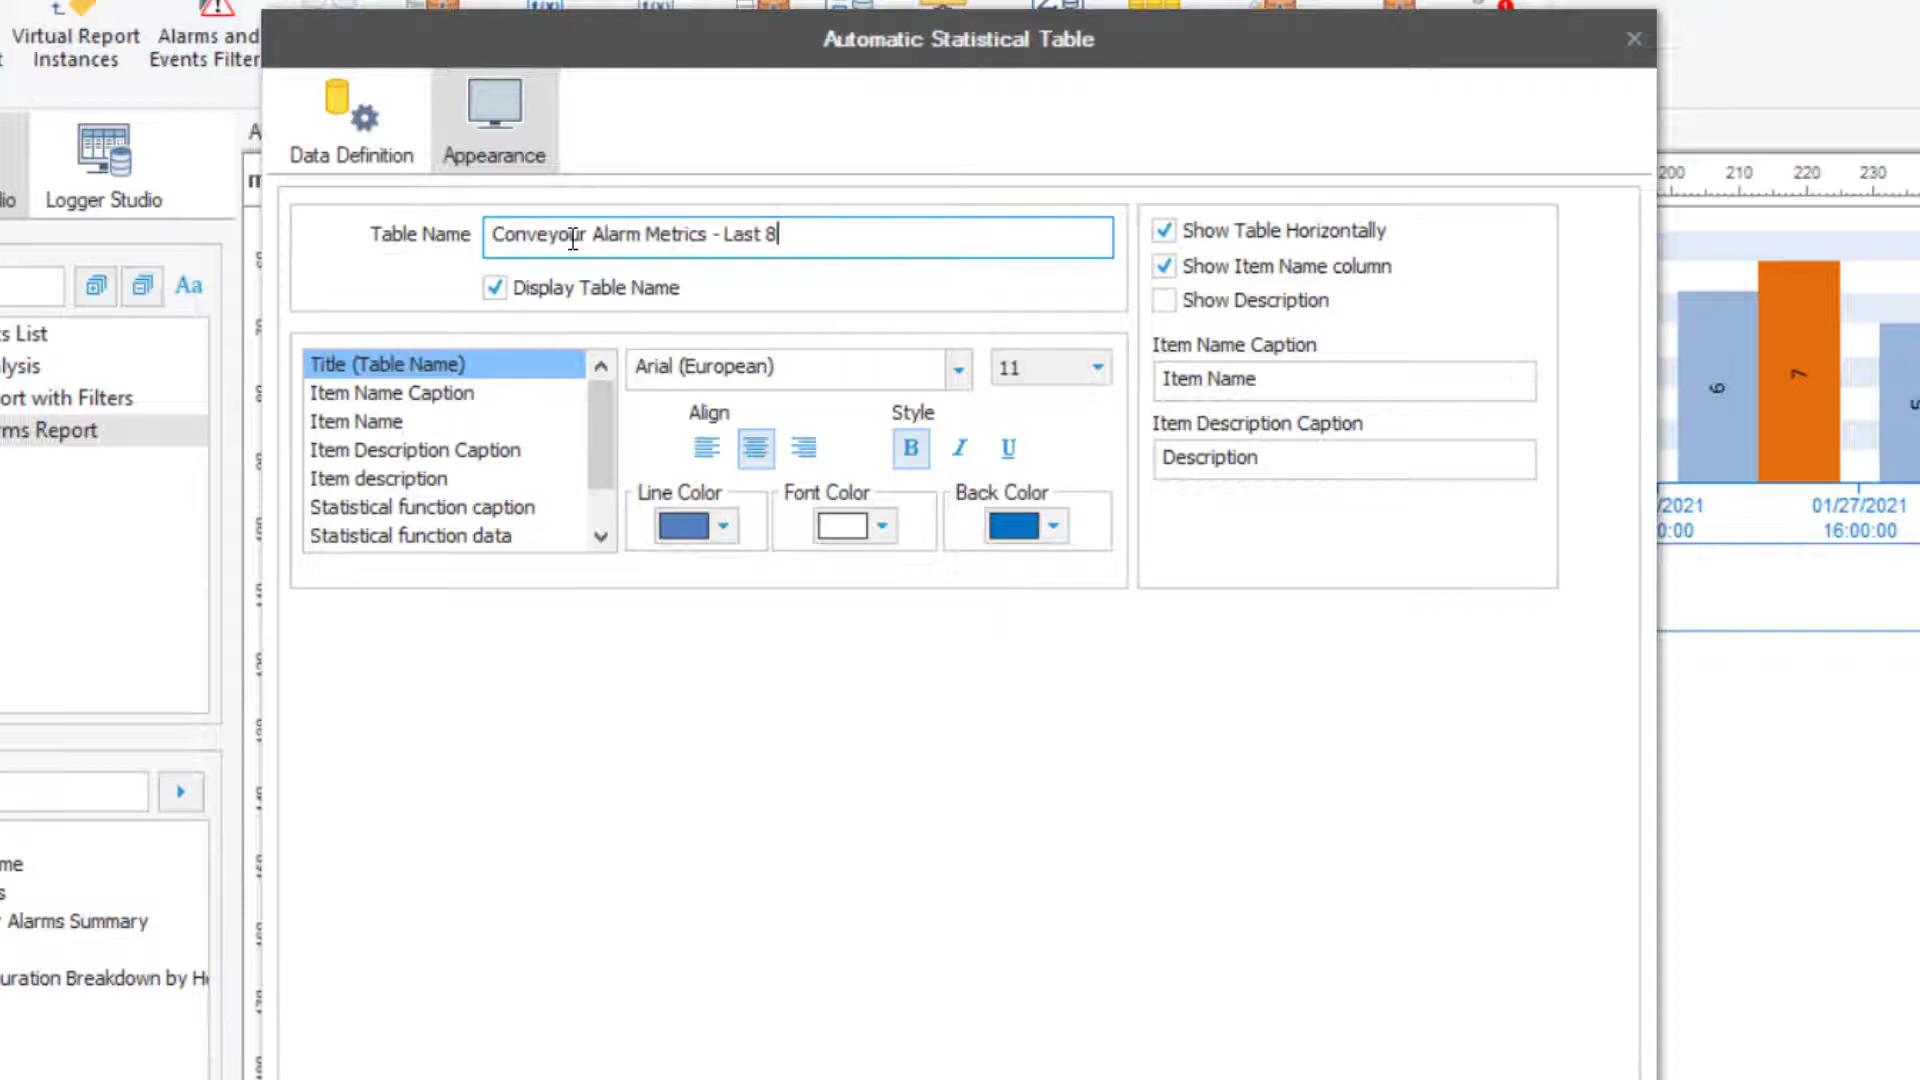 Virtual Report
Instances
Alarms and
Events Filter
Automatic Statistical Table
Data Definition
Appearance
Logger Studio
Table Name
Conveyour Alarm Metrics - Last 8
Display Table Name
Show Table Horizontally
Show Item Name column
Show Description
Item Name Caption
Item Name
Item Description Caption
Description
Title (Table Name)
Item Name Caption
Item Name
Item Description Caption
Item description
Statistical function caption
Statistical function data
Arial (European)
11
Align
Style
B
I
U
Line Color
Font Color
Back Color
Aa
s List
lysis
ort with Filters
ms Report
me
s
Alarms Summary
uration Breakdown by H
200 210 220 230
6
7
5
/2021
0:00
01/27/2021
16:00:00